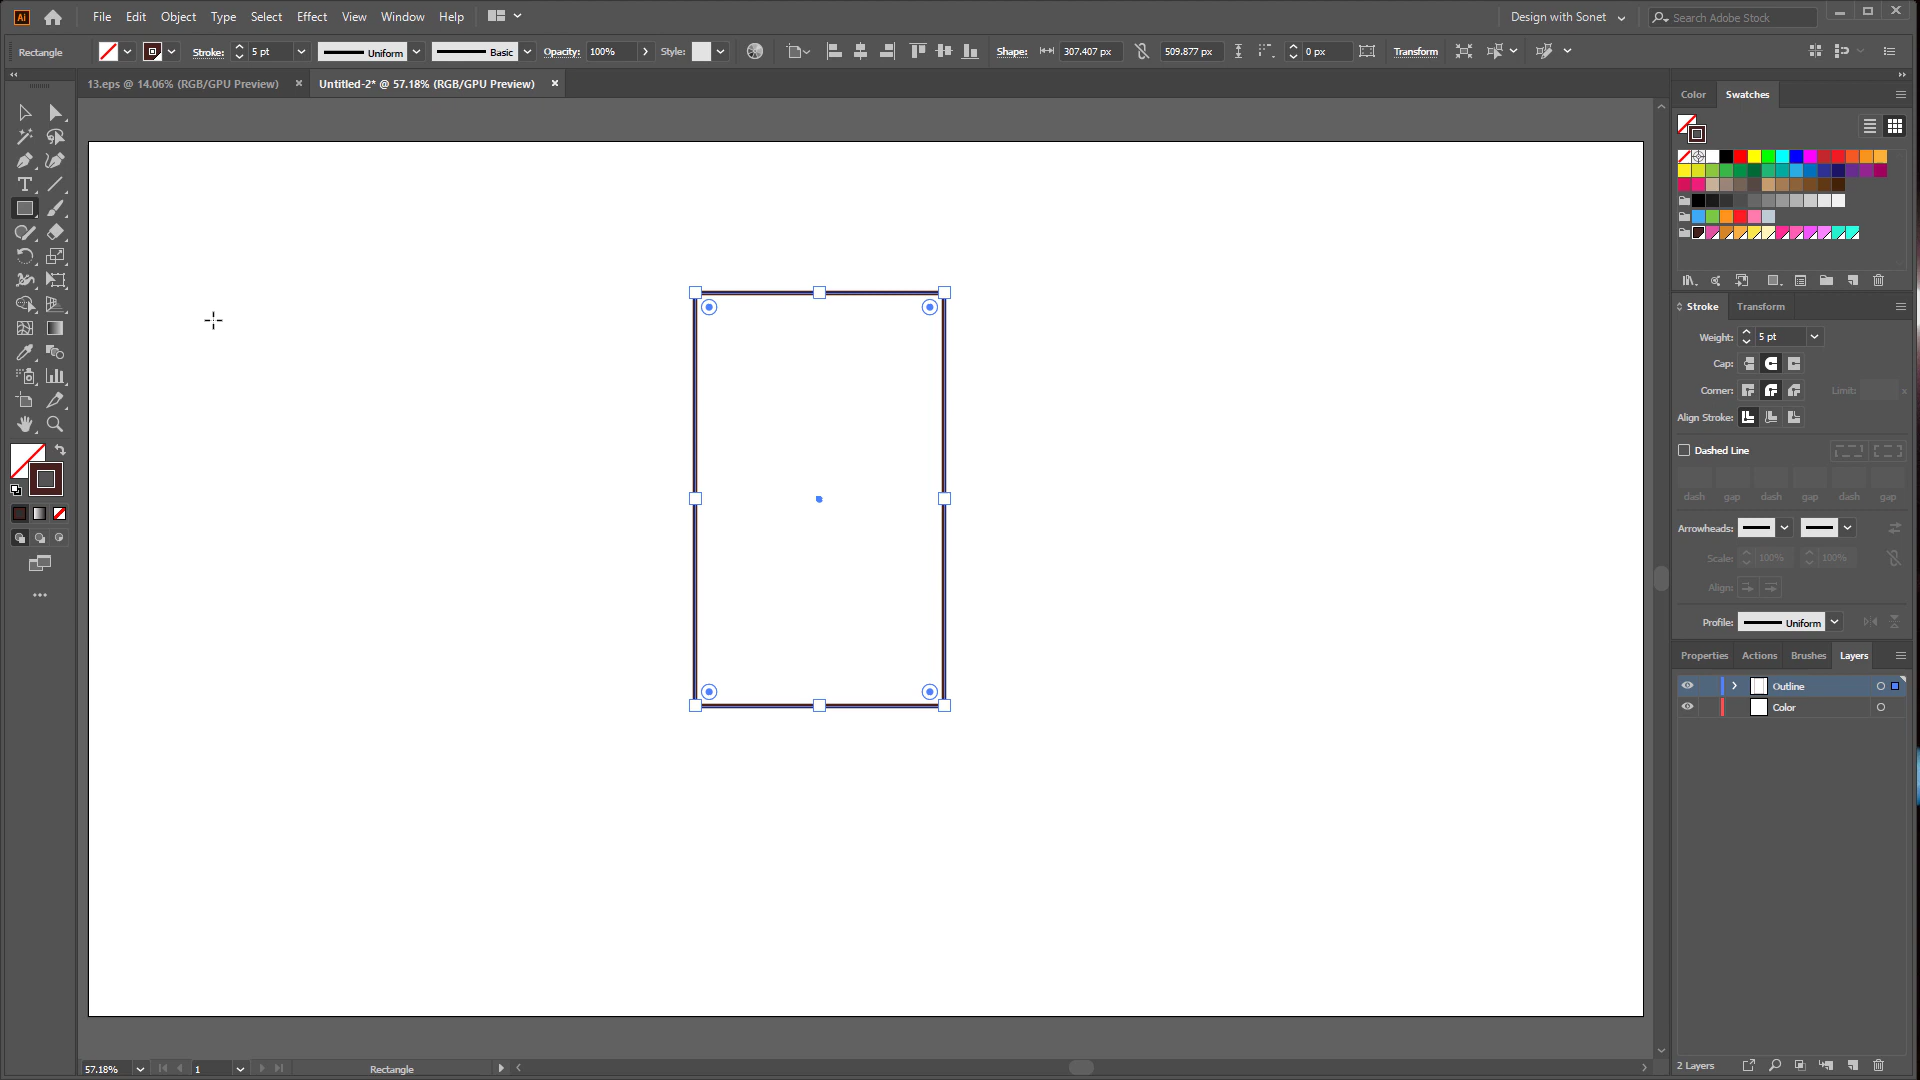 Ai File Edit Object Type Select Effect View Window Help Design with Sonet Search Adobe Stock
Rectangle Stroke: 5 pt Uniform Basic Opacity: 100% Style: Shape: 307.407 px 509.877 px 0 px Transform
13.eps @ 14.06% (RGB/GPU Preview) Untitled-2* @ 57.18% (RGB/GPU Preview)
Color Swatches
Stroke Transform
Weight: 5 pt
Cap:
Corner: Limit: x
Align Stroke:
Dashed Line
dash gap dash gap dash gap
Arrowheads:
Scale: 100% 100%
Align:
Profile: Uniform
Properties Actions Brushes Layers
Outline
Color
2 Layers
57.18% 1 Rectangle